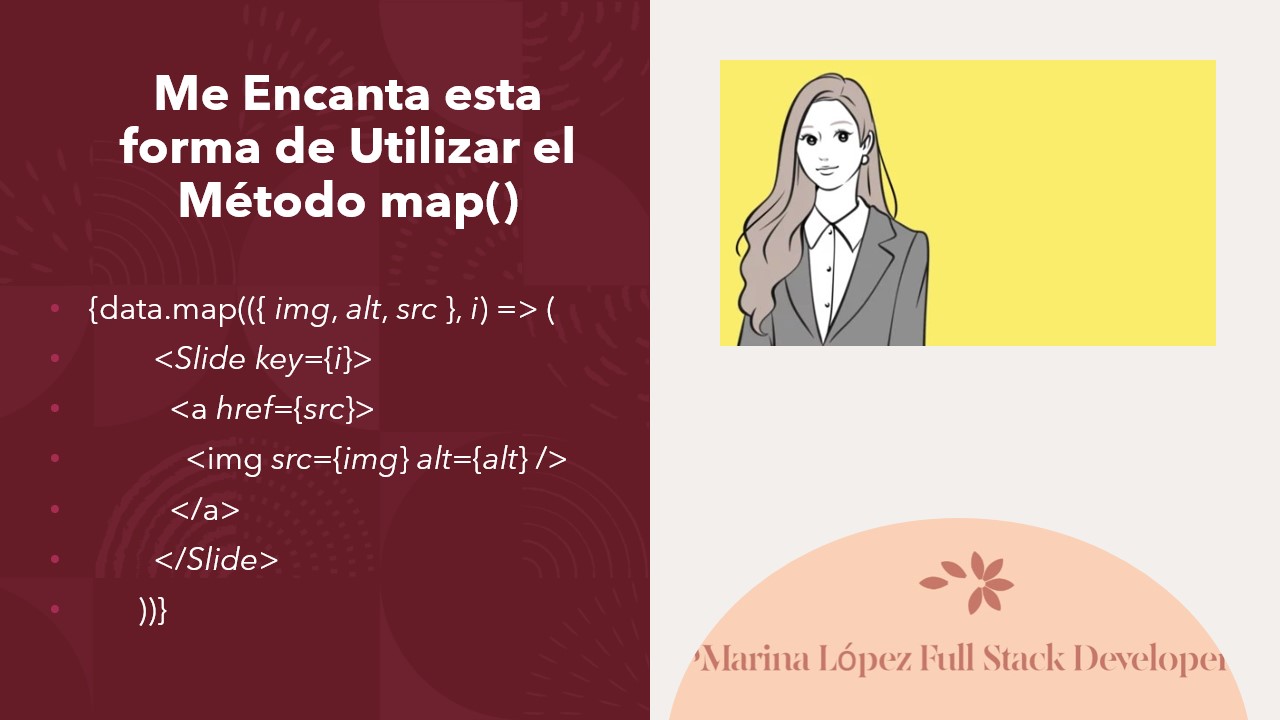 Me Encanta esta
forma de Utilizar el
Método map()
{data.map(({ img, alt, src }, i) => (
<Slide key={i}>
<a href={src}>
<img src={img} alt={alt} />
</a>
</Slide>
))}
Marina López Full Stack Developer